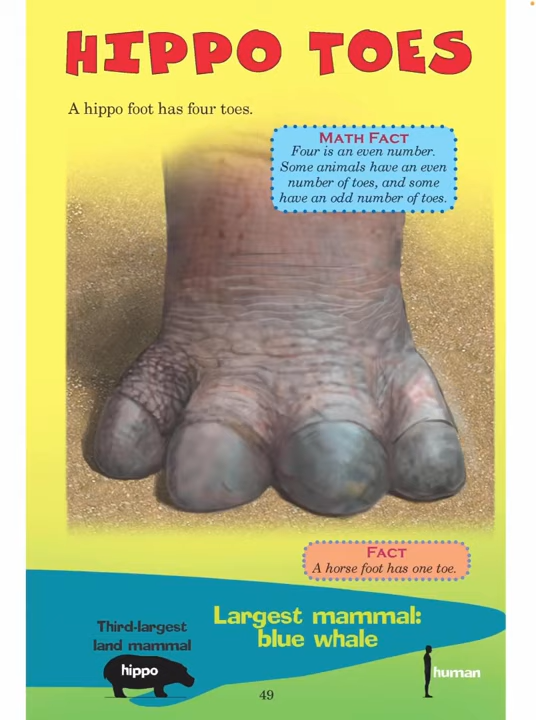 HIPPO TOES
A hippo foot has four toes.
MATH FACT
Four is an even number.
Some animals have an even
number of toes, and some
have an odd number of toes.
FACT
A horse foot has one toe.
Largest mammal:
blue whale
Third-largest
land mammal
hippo
human
49